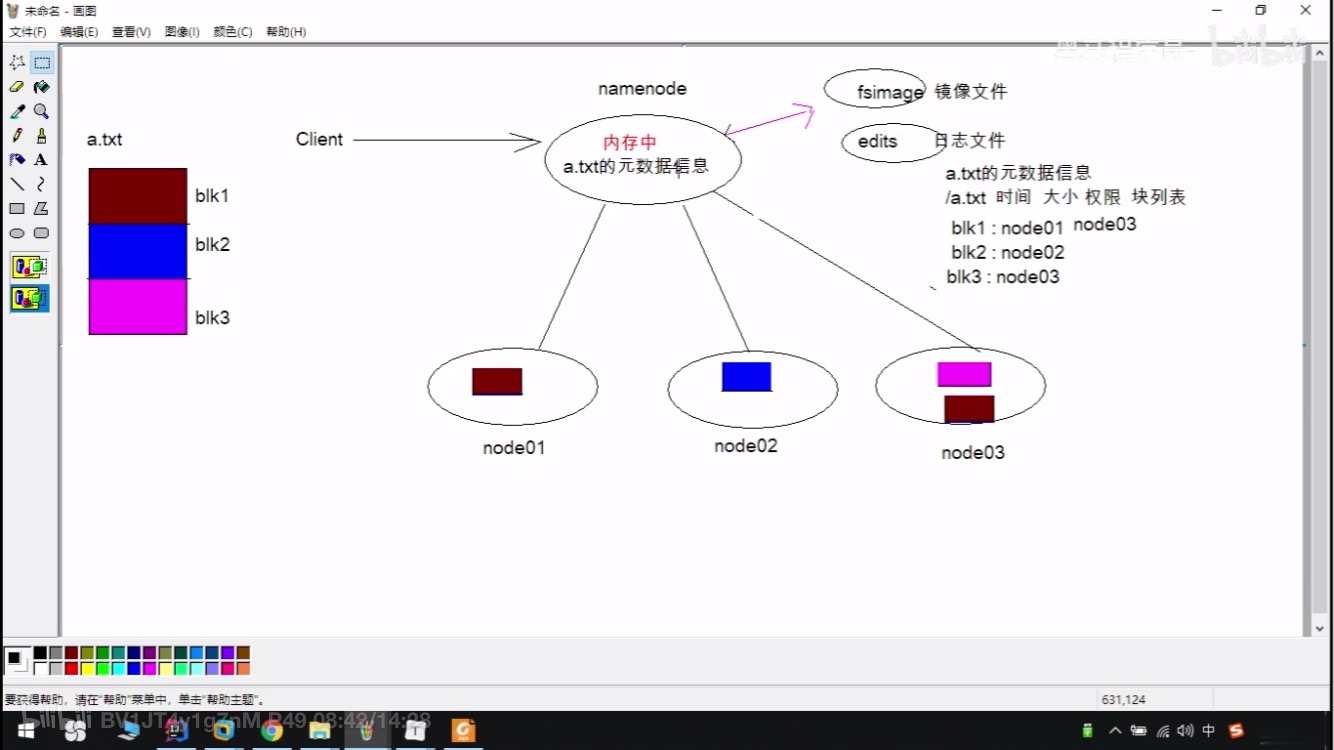 未命名 - 画图
文件(F) 编辑(E) 查看(V) 图像(I) 颜色(C) 帮助(H)
bilibili
namenode
fsimage 镜像文件
a.txt
Client
内存中
a.txt的元数据信息
edits 日志文件
a.txt的元数据信息
/a.txt 时间 大小 权限 块列表
blk1
blk2
blk3
blk1 : node01 node03
blk2 : node02
blk3 : node03
node01
node02
node03
要获得帮助，请在“帮助”菜单中，单击“帮助主题”。
631,124
bilibili BV1JT4y1g7nM P49 08:42/14:28
中